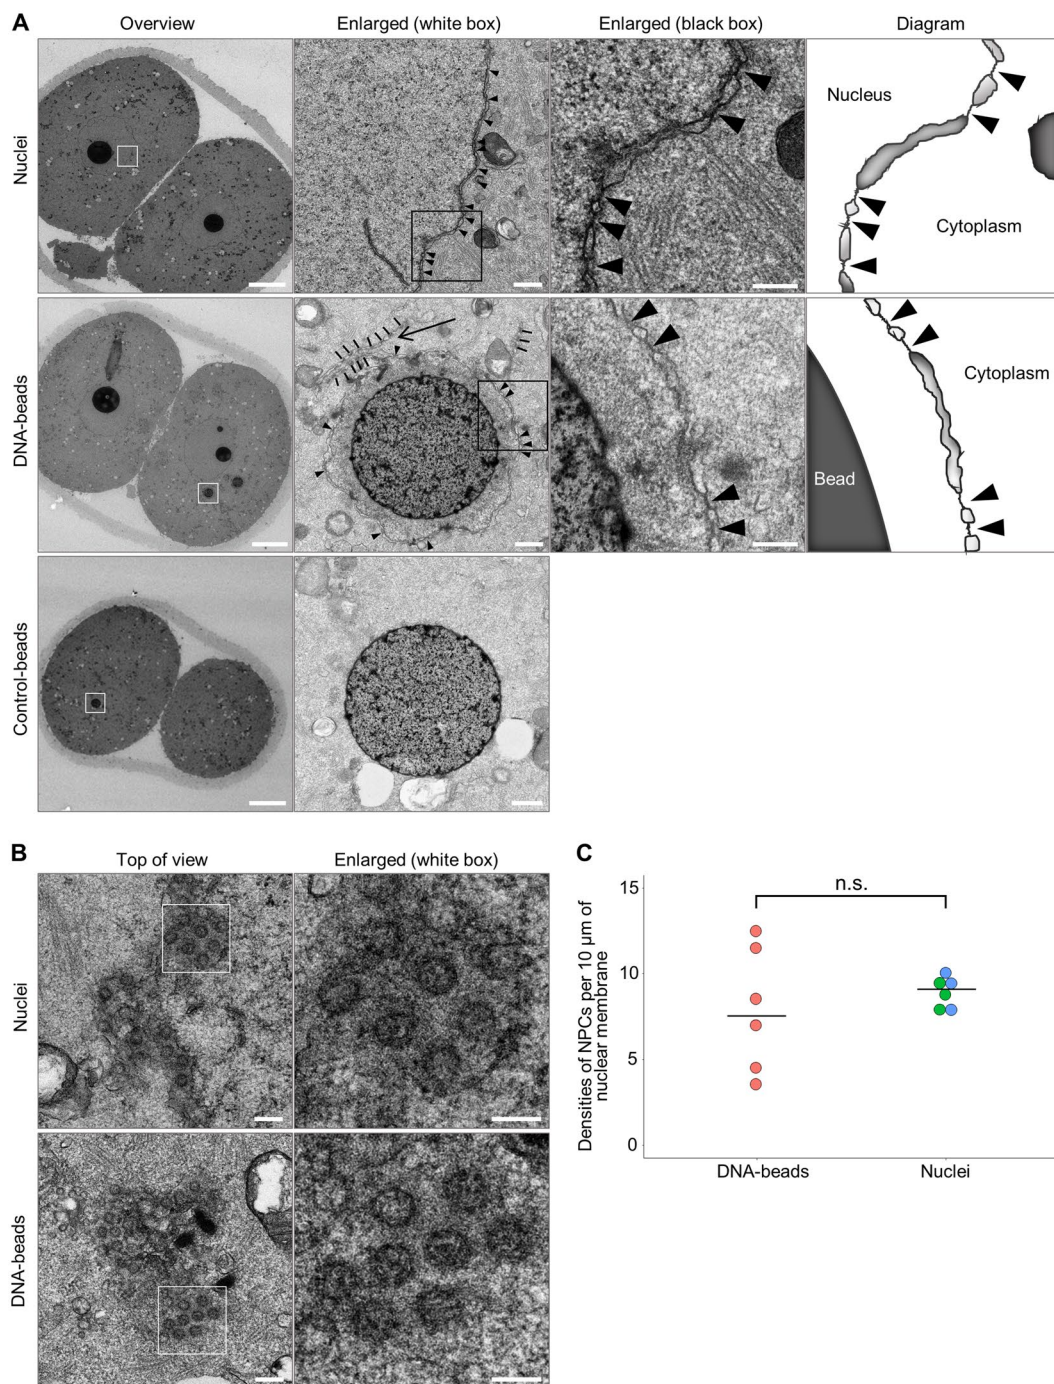 A
Overview
Enlarged (white box)
Enlarged (black box)
Diagram
Nuclei
Nucleus
Cytoplasm
DNA-beads
Cytoplasm
Bead
Control-beads
B
Top of view
Enlarged (white box)
Nuclei
DNA-beads
C
n.s.
Densities of NPCs per 10 μm of
nuclear membrane
15
10
5
0
DNA-beads
Nuclei